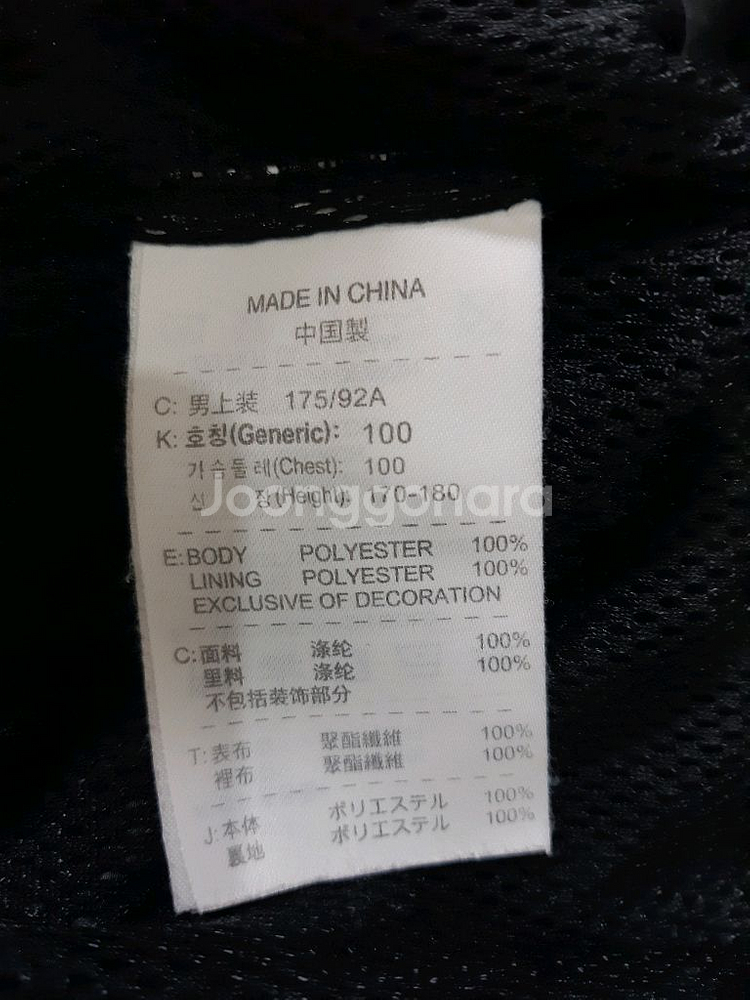 MADE IN CHINA
中国製
C: 男上装 175/92A
K: 호칭(Generic): 100
가슴둘레(Chest): 100
신 장(Height): 170-180
Joonggonara
E: BODY POLYESTER 100%
LINING POLYESTER 100%
EXCLUSIVE OF DECORATION
C: 面料 涤纶 100%
里料 涤纶 100%
不包括装饰部分
T: 表布 聚酯纖維 100%
裡布 聚酯纖維 100%
J: 本体 ポリエステル 100%
裏地 ポリエステル 100%